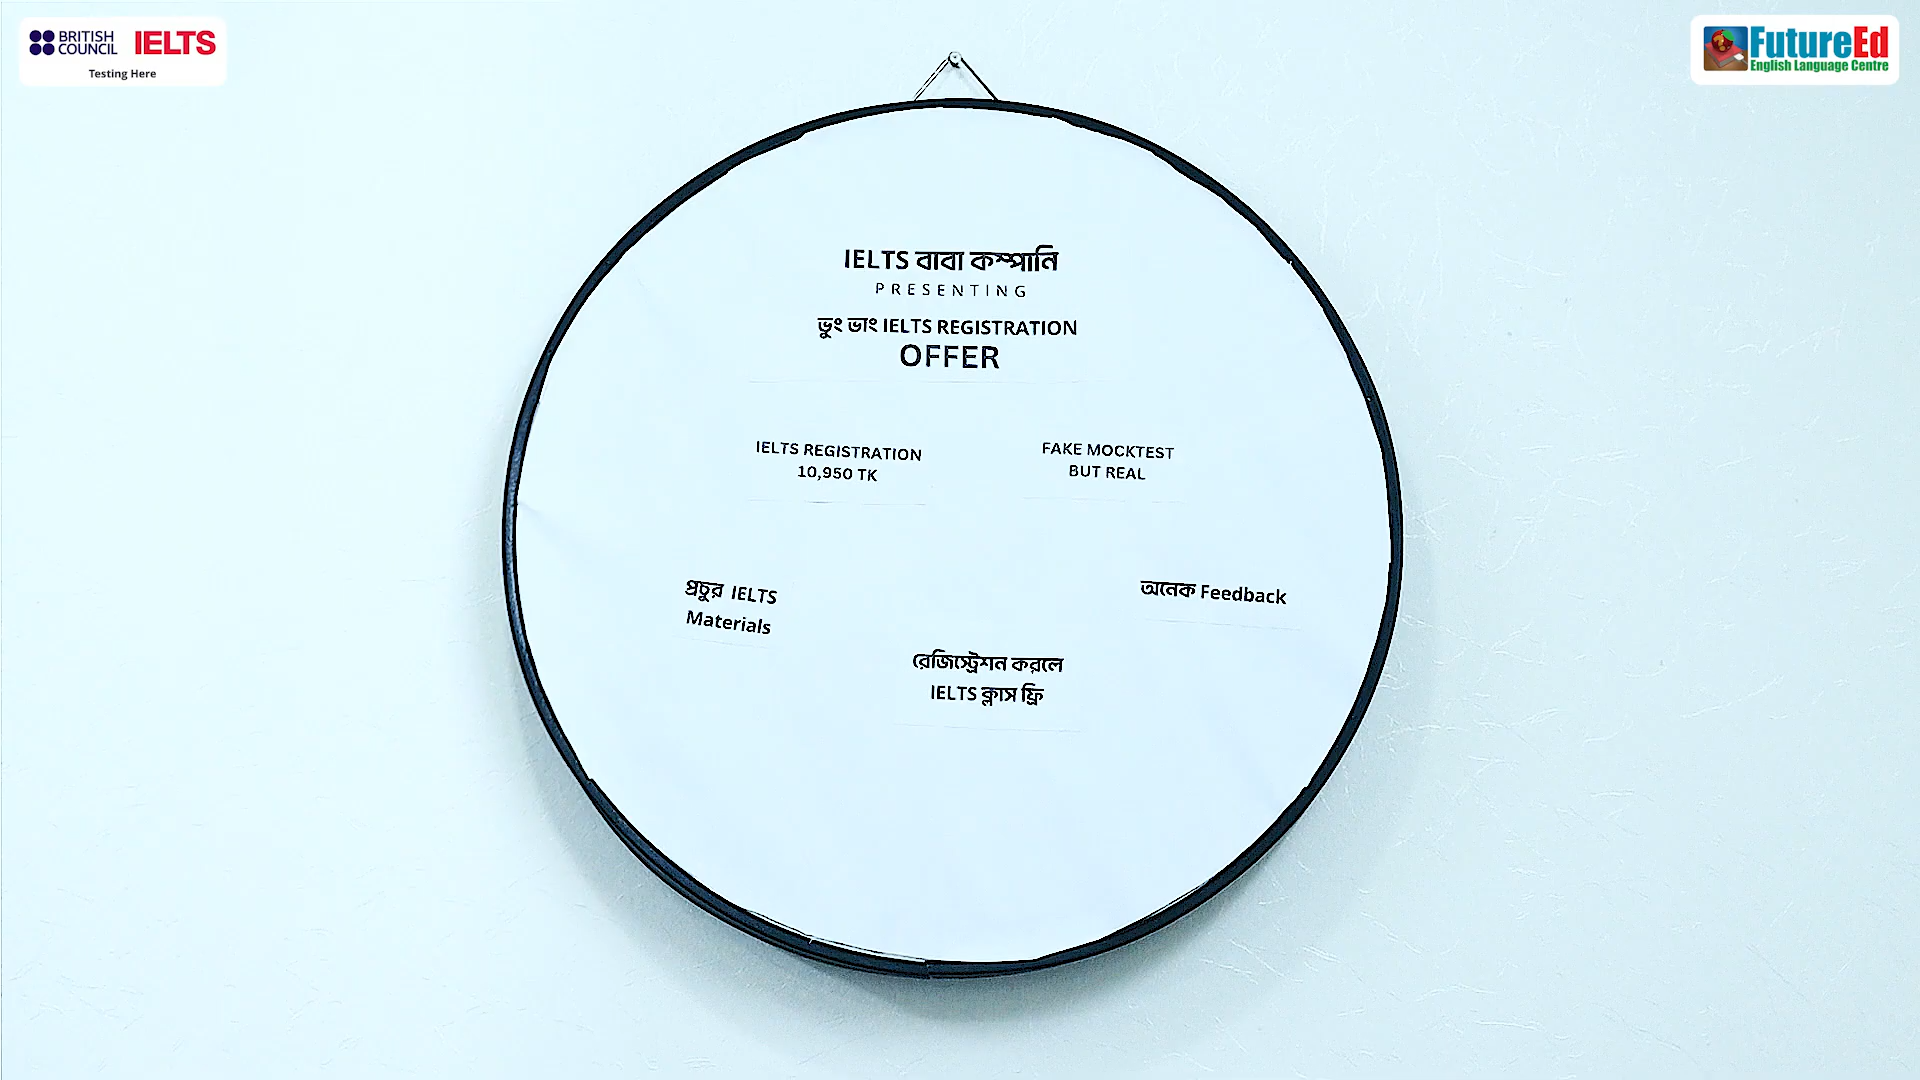 BRITISH
COUNCIL
IELTS
Testing Here
FutureEd
English Language Centre
IELTS বাবা কম্পানি
PRESENTING
ভুং ভাং IELTS REGISTRATION
OFFER
IELTS REGISTRATION
10,950 TK
FAKE MOCKTEST
BUT REAL
প্রচুর IELTS
Materials
অনেক Feedback
রেজিস্ট্রেশন করলে
IELTS ক্লাস ফ্রি